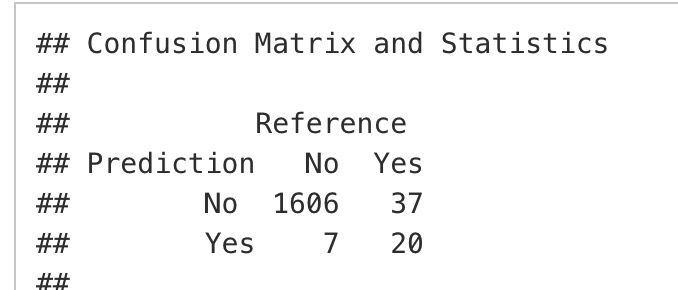 ## Confusion Matrix and Statistics
##
##           Reference
## Prediction   No  Yes
##        No  1606   37
##        Yes    7   20
##